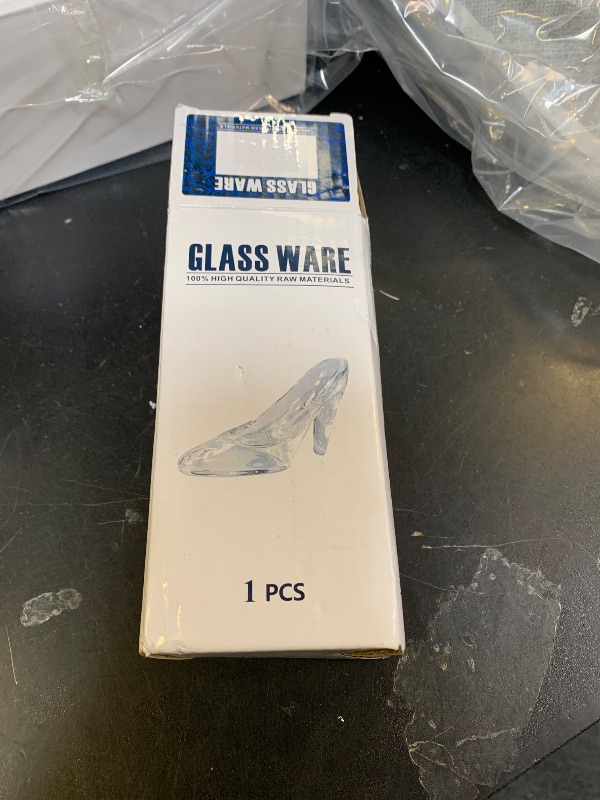 GLASS WARE
GLASS WARE
100% HIGH QUALITY RAW MATERIALS
1 PCS